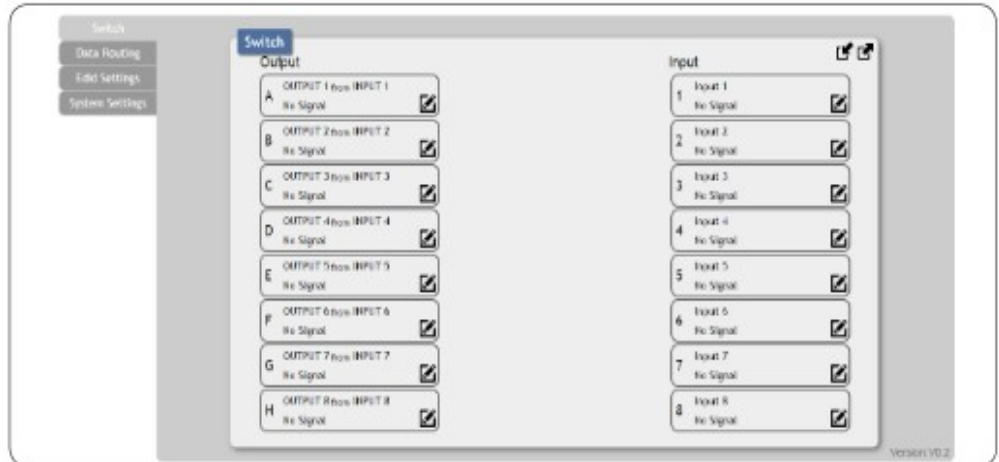 Switch
Data Routing
Edid Settings
System Settings
Switch
Output
A OUTPUT 1 from INPUT 1
No Signal
B OUTPUT 2 from INPUT 2
No Signal
C OUTPUT 3 from INPUT 3
No Signal
D OUTPUT 4 from INPUT 4
No Signal
E OUTPUT 5 from INPUT 5
No Signal
F OUTPUT 6 from INPUT 6
No Signal
G OUTPUT 7 from INPUT 7
No Signal
H OUTPUT 8 from INPUT 8
No Signal
Input
1 Input 1
No Signal
2 Input 2
No Signal
3 Input 3
No Signal
4 Input 4
No Signal
5 Input 5
No Signal
6 Input 6
No Signal
7 Input 7
No Signal
8 Input 8
No Signal
Version: V0.2